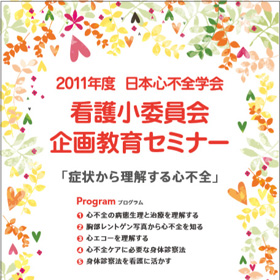 2011年度 日本心不全学会
看護小委員会
企画教育セミナー
「症状から理解する心不全」
Program プログラム
1 心不全の病態生理と治療を理解する
2 胸部レントゲン写真から心不全を知る
3 心エコーを理解する
4 心不全ケアに必要な身体診察法
5 身体診察法を看護に活かす